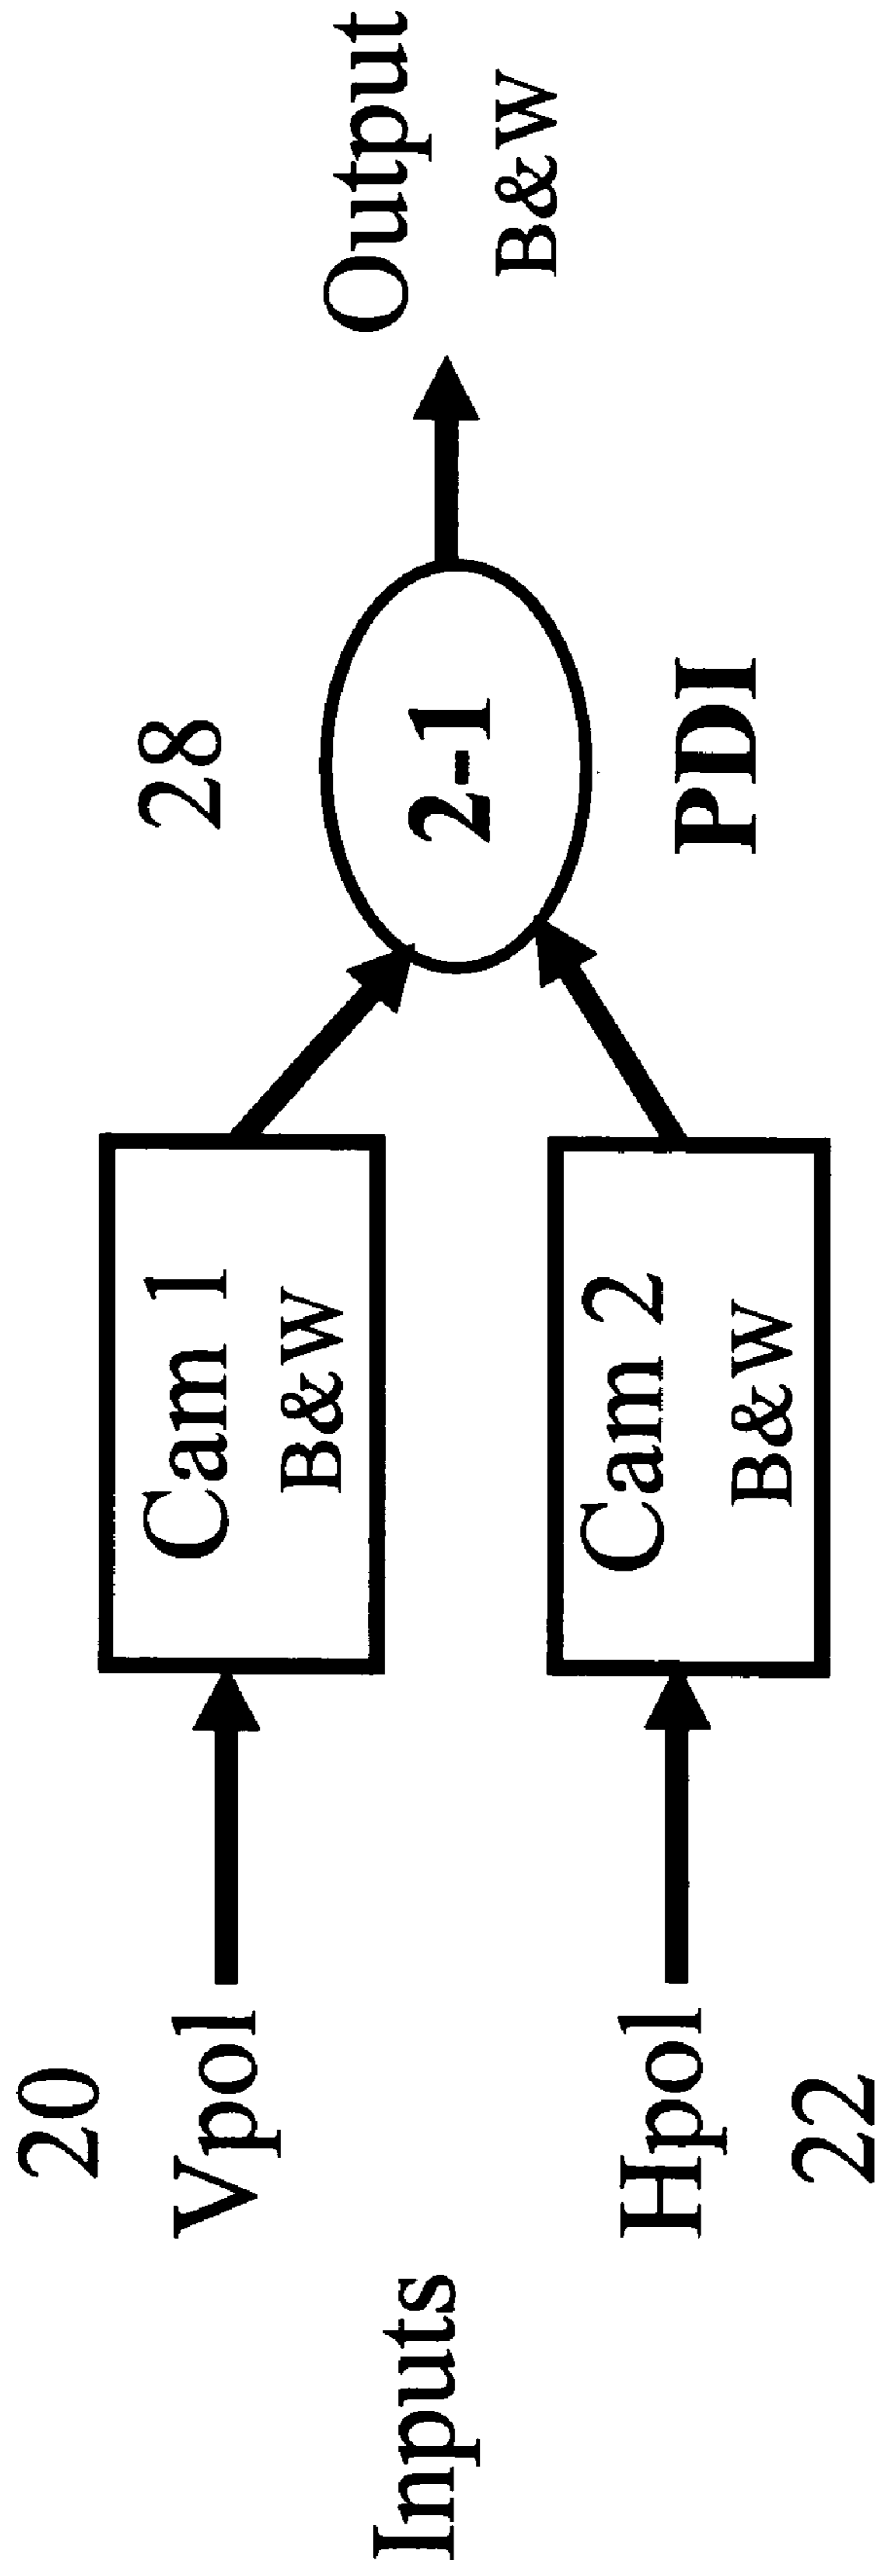 Inputs
20
Vpol
Hpol
22
Cam 1
B&W
Cam 2
B&W
28
2-1
PDI
Output
B&W